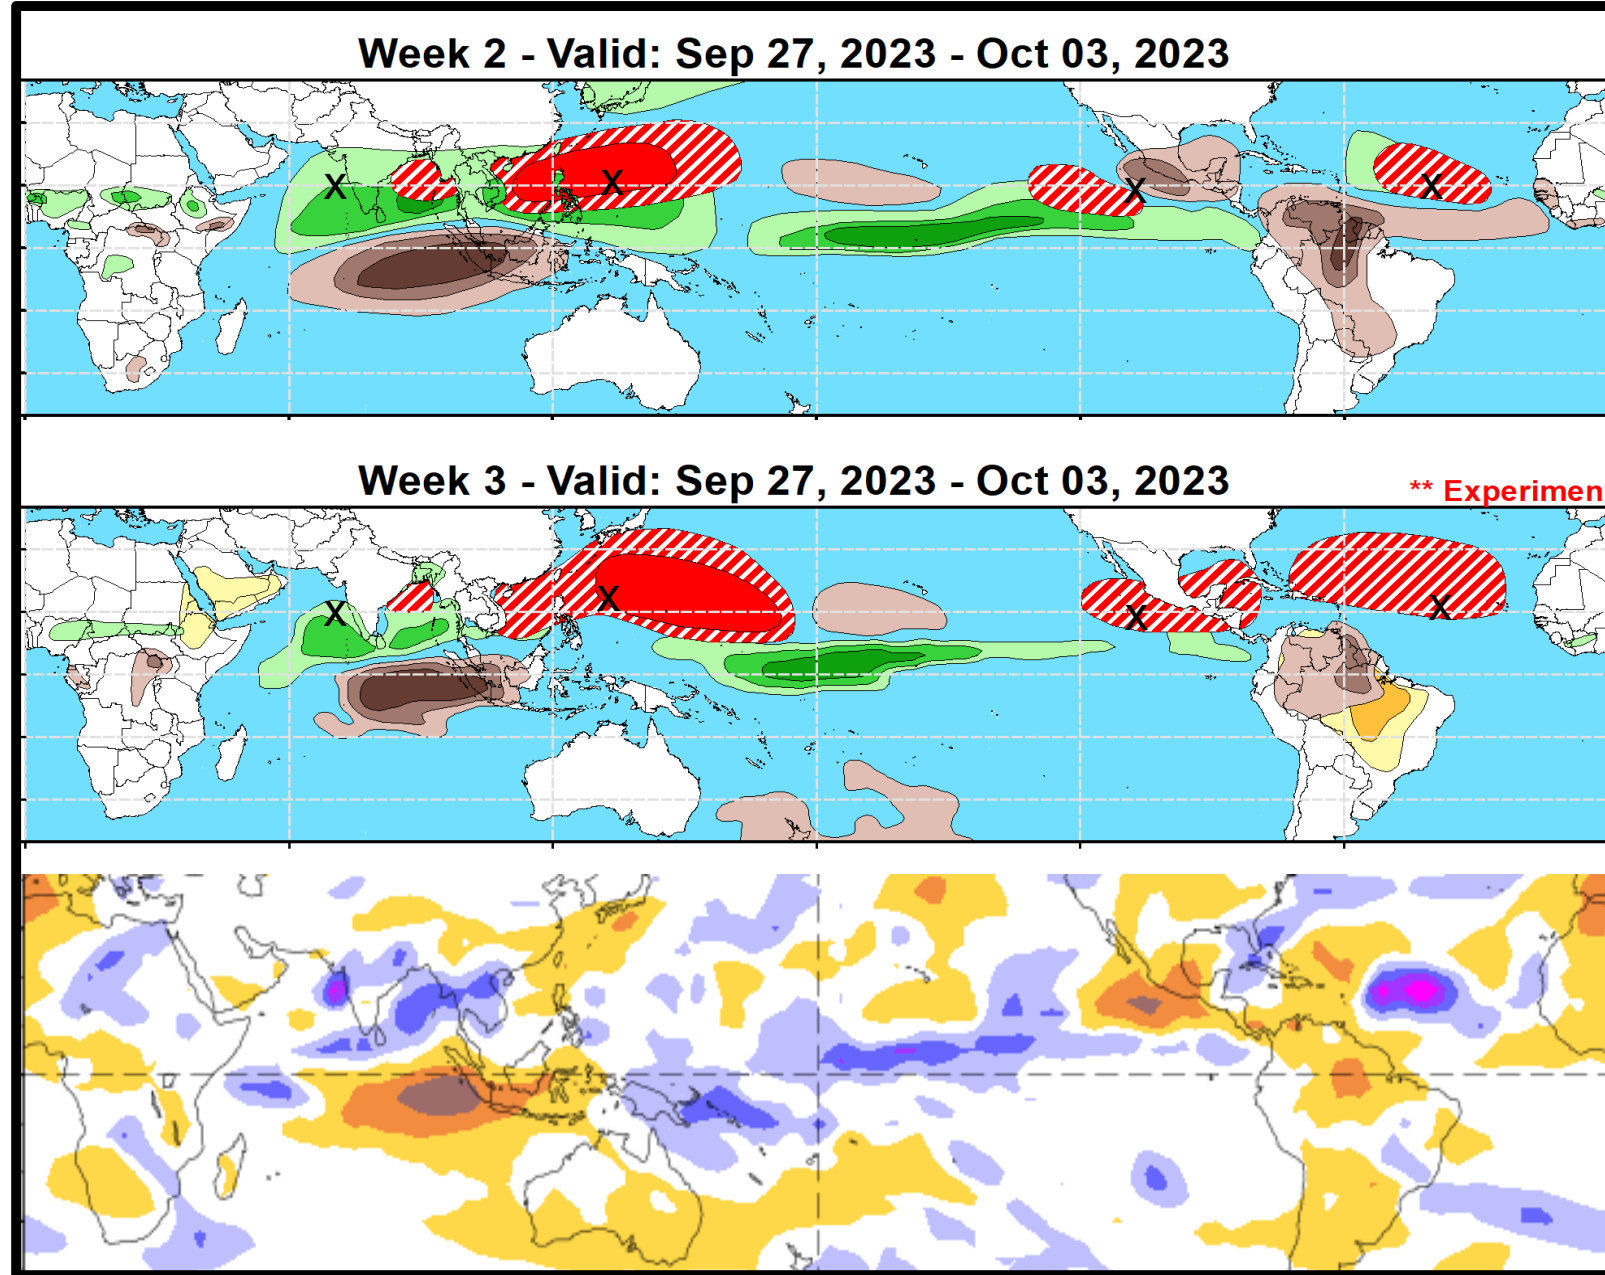 Week 2 - Valid: Sep 27, 2023 - Oct 03, 2023
X
X
X
X
Week 3 - Valid: Sep 27, 2023 - Oct 03, 2023
** Experimen
X
X
X
X